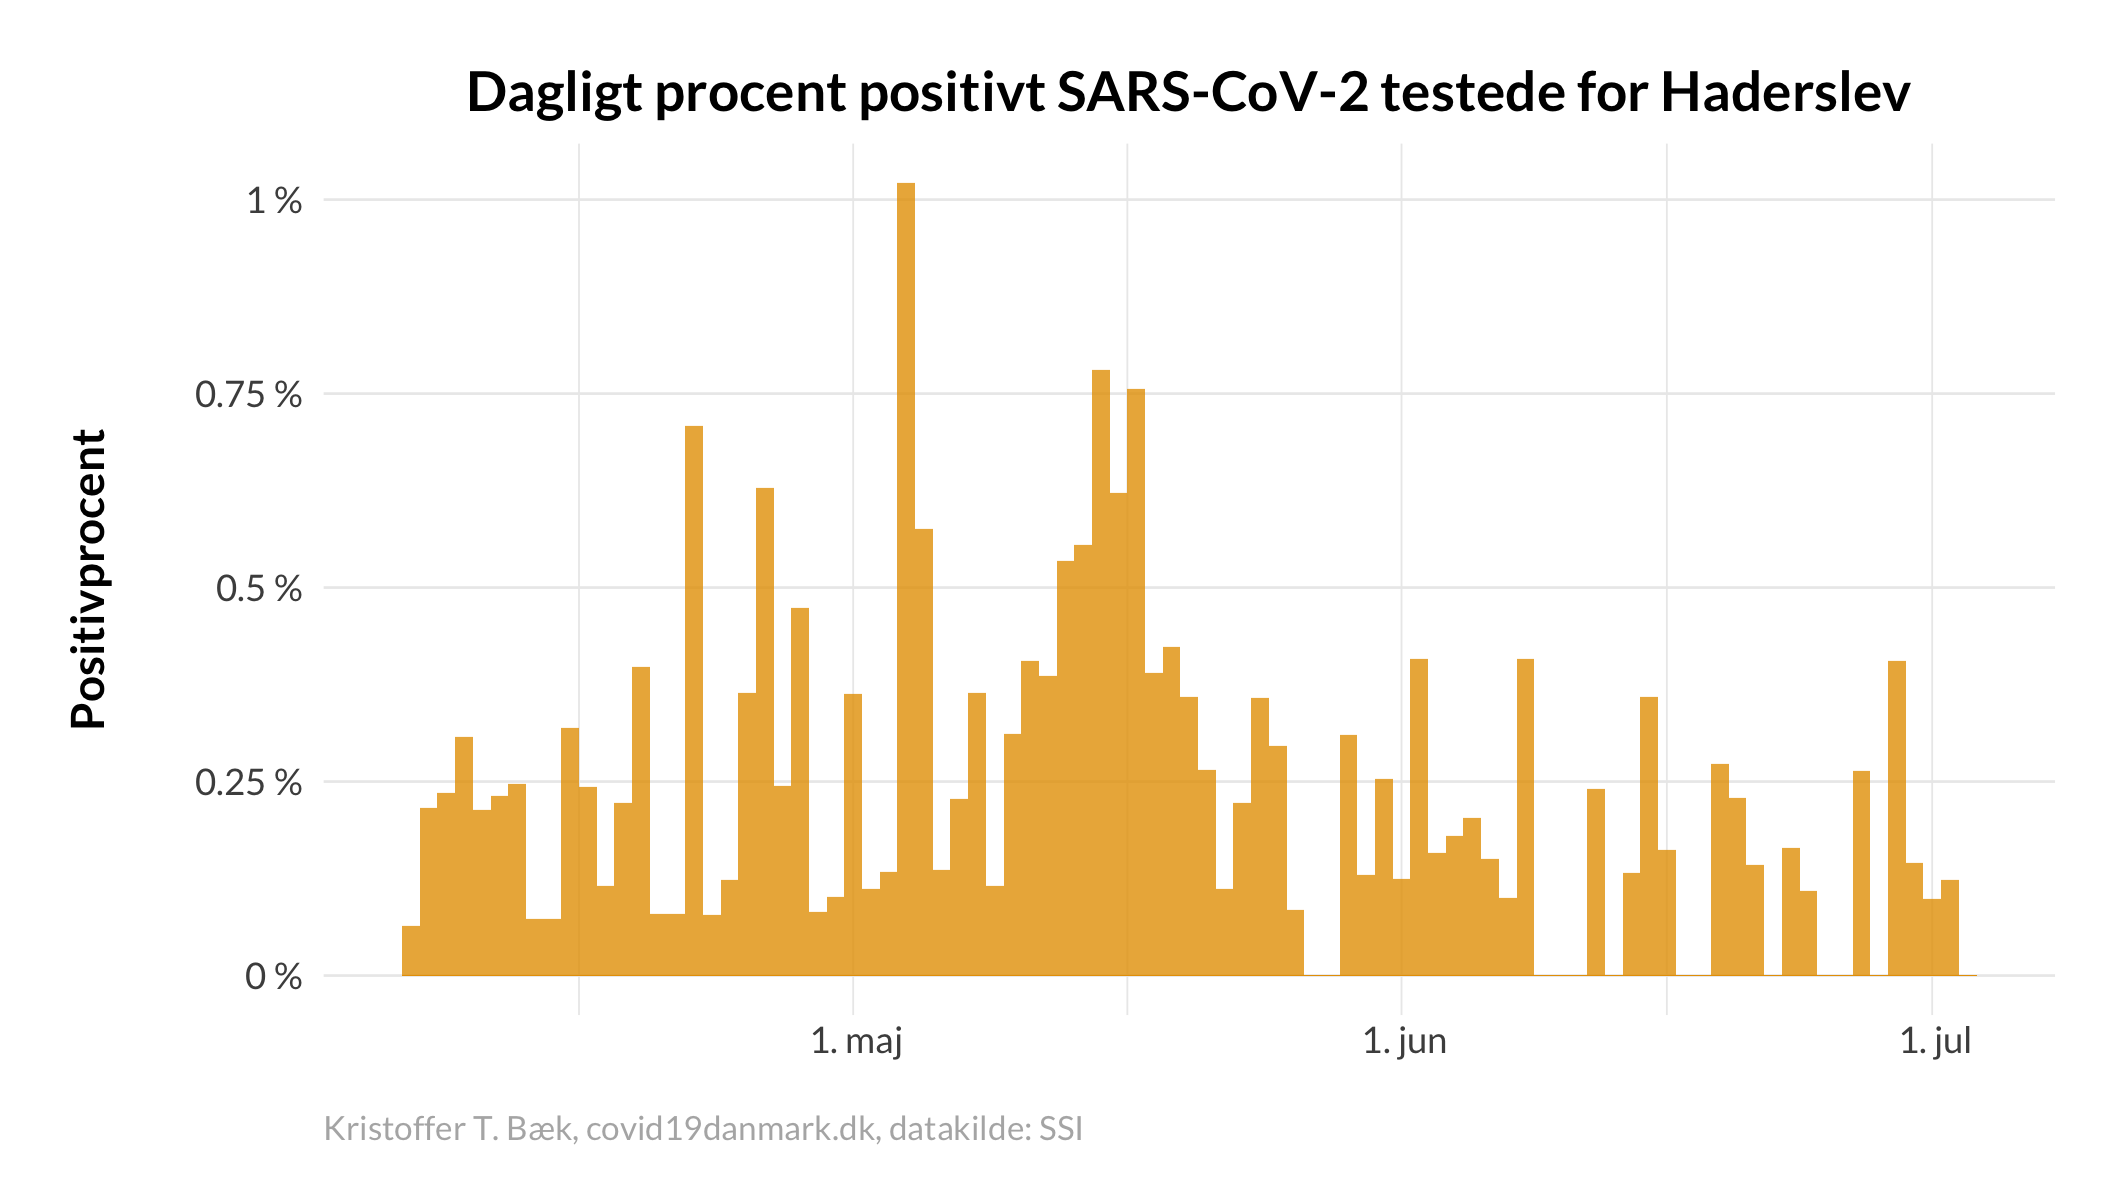 Dagligt procent positivt SARS-CoV-2 testede for Haderslev
Positivprocent
1 %
0.75 %
0.5 %
0.25 %
0 %
1. maj
1. jun
1. jul
Kristoffer T. Bæk, covid19danmark.dk, datakilde: SSI